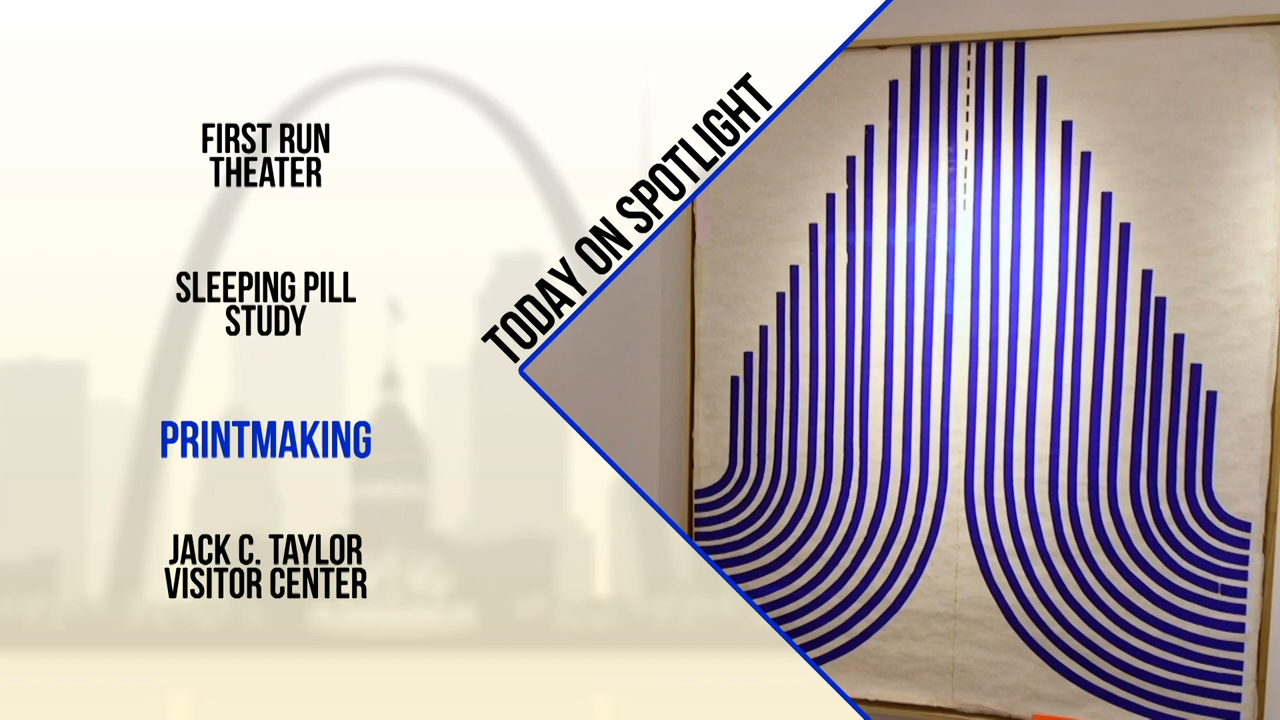 FIRST RUN
THEATER
SLEEPING PILL
STUDY
PRINTMAKING
JACK C. TAYLOR
VISITOR CENTER
TODAY ON SPOTLIGHT